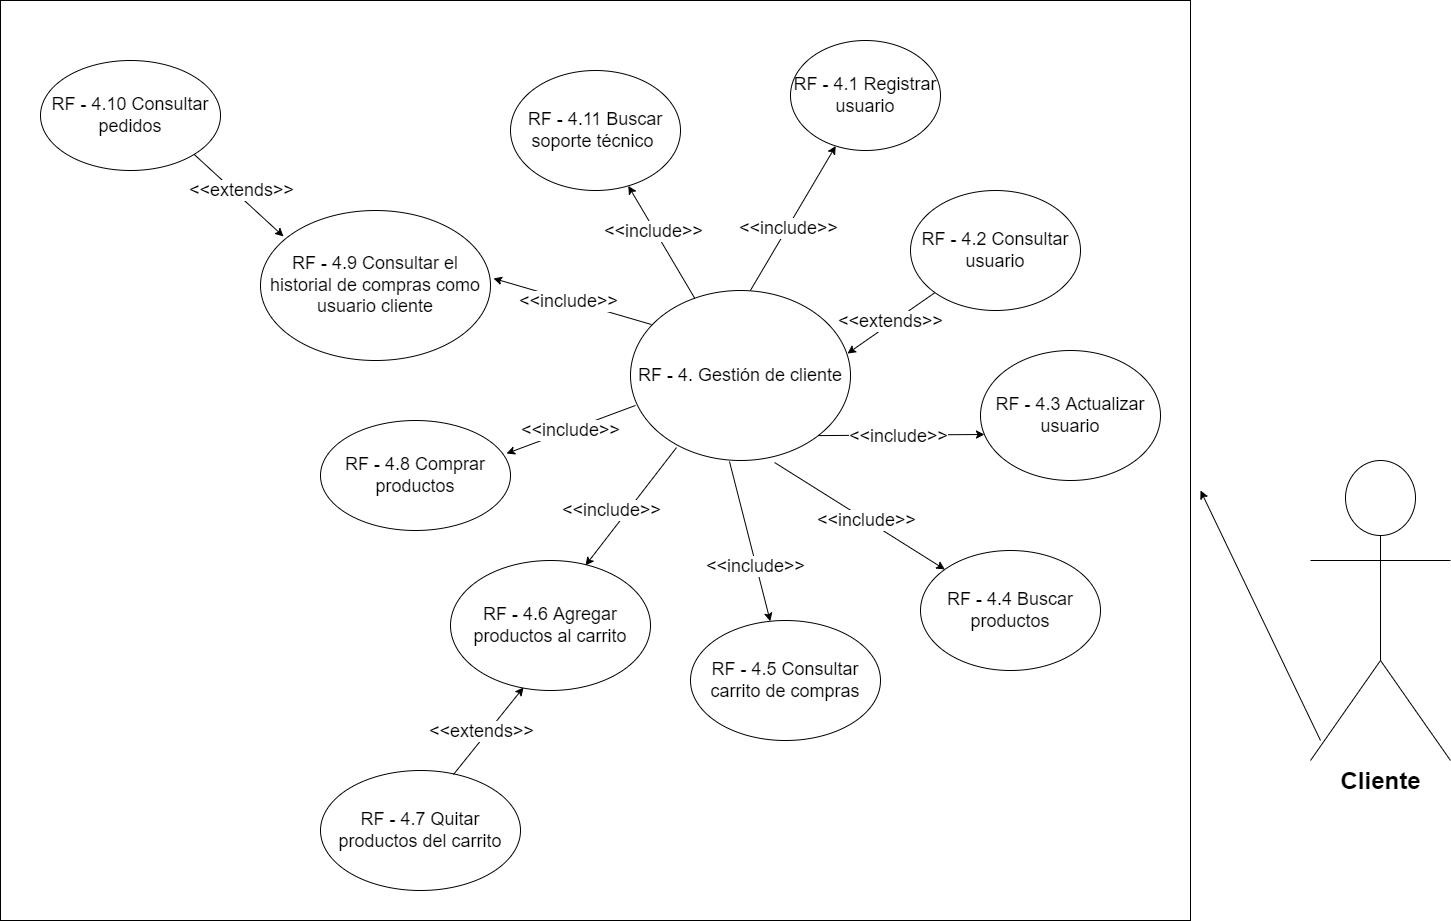 RF - 4.10 Consultar
pedidos
<<extends>>
RF - 4.11 Buscar
soporte técnico
<<include>>
RF - 4.1 Registrar
usuario
<<include>>
RF - 4.2 Consultar
usuario
<<extends>>
RF - 4.9 Consultar el
historial de compras como
usuario cliente
<<include>>
RF - 4. Gestión de cliente
RF - 4.3 Actualizar
usuario
<<include>>
<<include>>
RF - 4.8 Comprar
productos
<<include>>
<<include>>
<<include>>
RF - 4.6 Agregar
productos al carrito
RF - 4.5 Consultar
carrito de compras
RF - 4.4 Buscar
productos
<<extends>>
RF - 4.7 Quitar
productos del carrito
Cliente